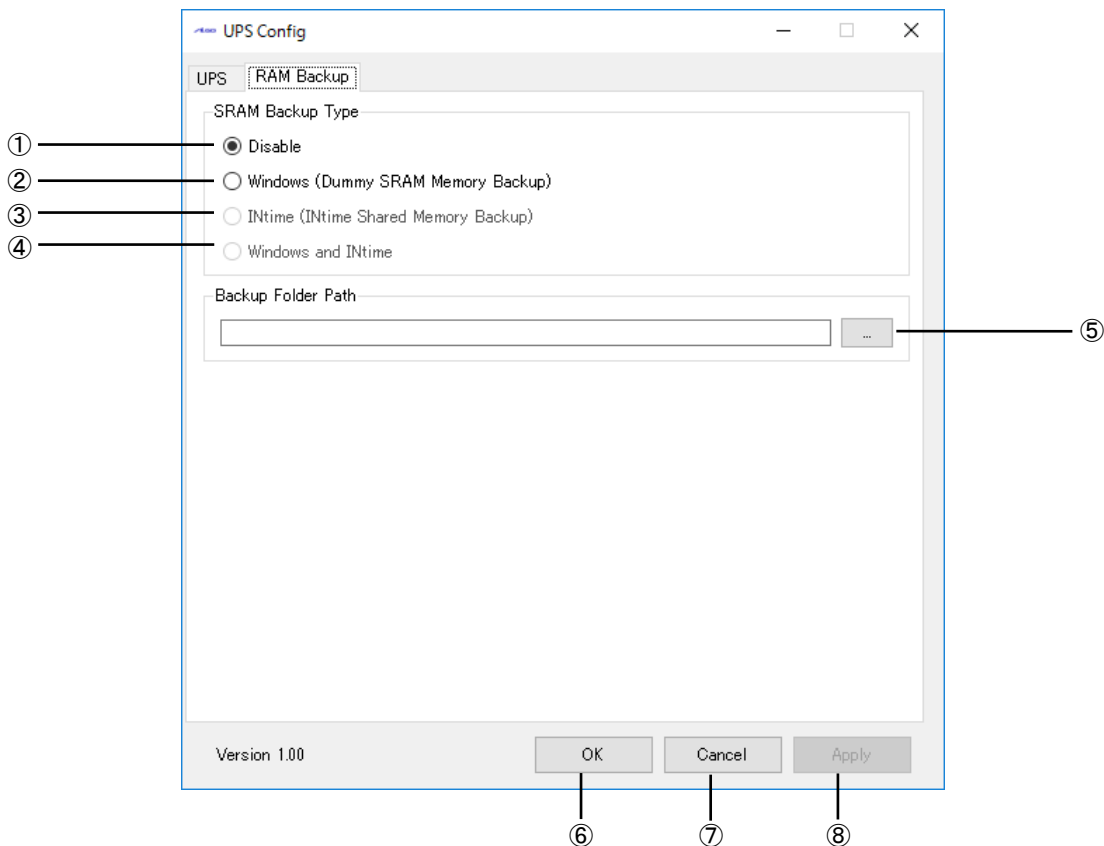 ALGO UPS Config
UPS RAM Backup
SRAM Backup Type
① Disable
② Windows (Dummy SRAM Memory Backup)
③ INtime (INtime Shared Memory Backup)
④ Windows and INtime
Backup Folder Path
... ⑤
Version 1.00 OK Cancel Apply
⑥ ⑦ ⑧